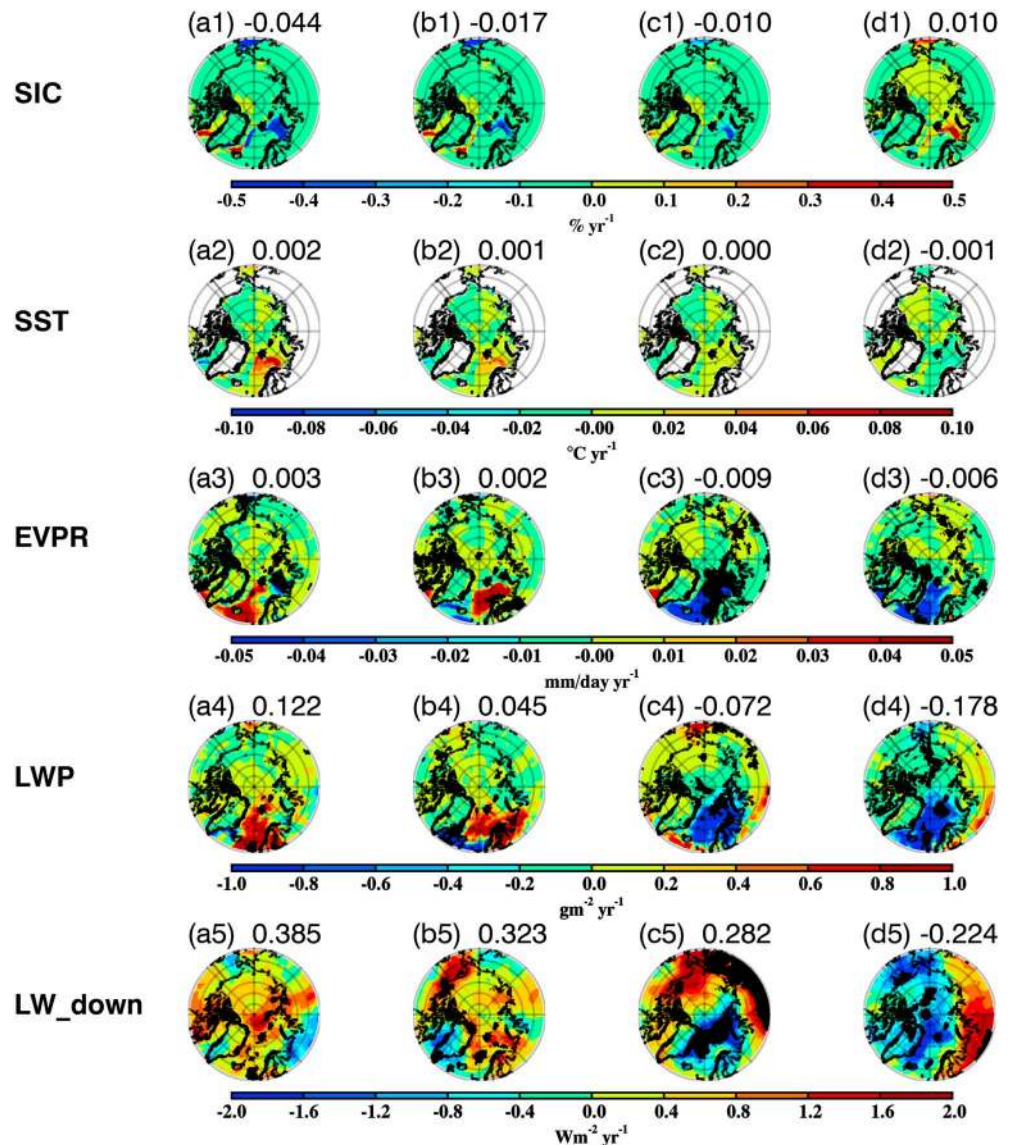 (a1) -0.044 (b1) -0.017 (c1) -0.010 (d1) 0.010
SIC
-0.5 -0.4 -0.3 -0.2 -0.1 0.0 0.1 0.2 0.3 0.4 0.5
% yr-1
(a2) 0.002 (b2) 0.001 (c2) 0.000 (d2) -0.001
SST
-0.10 -0.08 -0.06 -0.04 -0.02 -0.00 0.02 0.04 0.06 0.08 0.10
°C yr-1
(a3) 0.003 (b3) 0.002 (c3) -0.009 (d3) -0.006
EVPR
-0.05 -0.04 -0.03 -0.02 -0.01 -0.00 0.01 0.02 0.03 0.04 0.05
mm/day yr-1
(a4) 0.122 (b4) 0.045 (c4) -0.072 (d4) -0.178
LWP
-1.0 -0.8 -0.6 -0.4 -0.2 0.0 0.2 0.4 0.6 0.8 1.0
gm-2 yr-1
(a5) 0.385 (b5) 0.323 (c5) 0.282 (d5) -0.224
LW_down
-2.0 -1.6 -1.2 -0.8 -0.4 0.0 0.4 0.8 1.2 1.6 2.0
Wm-2 yr-1